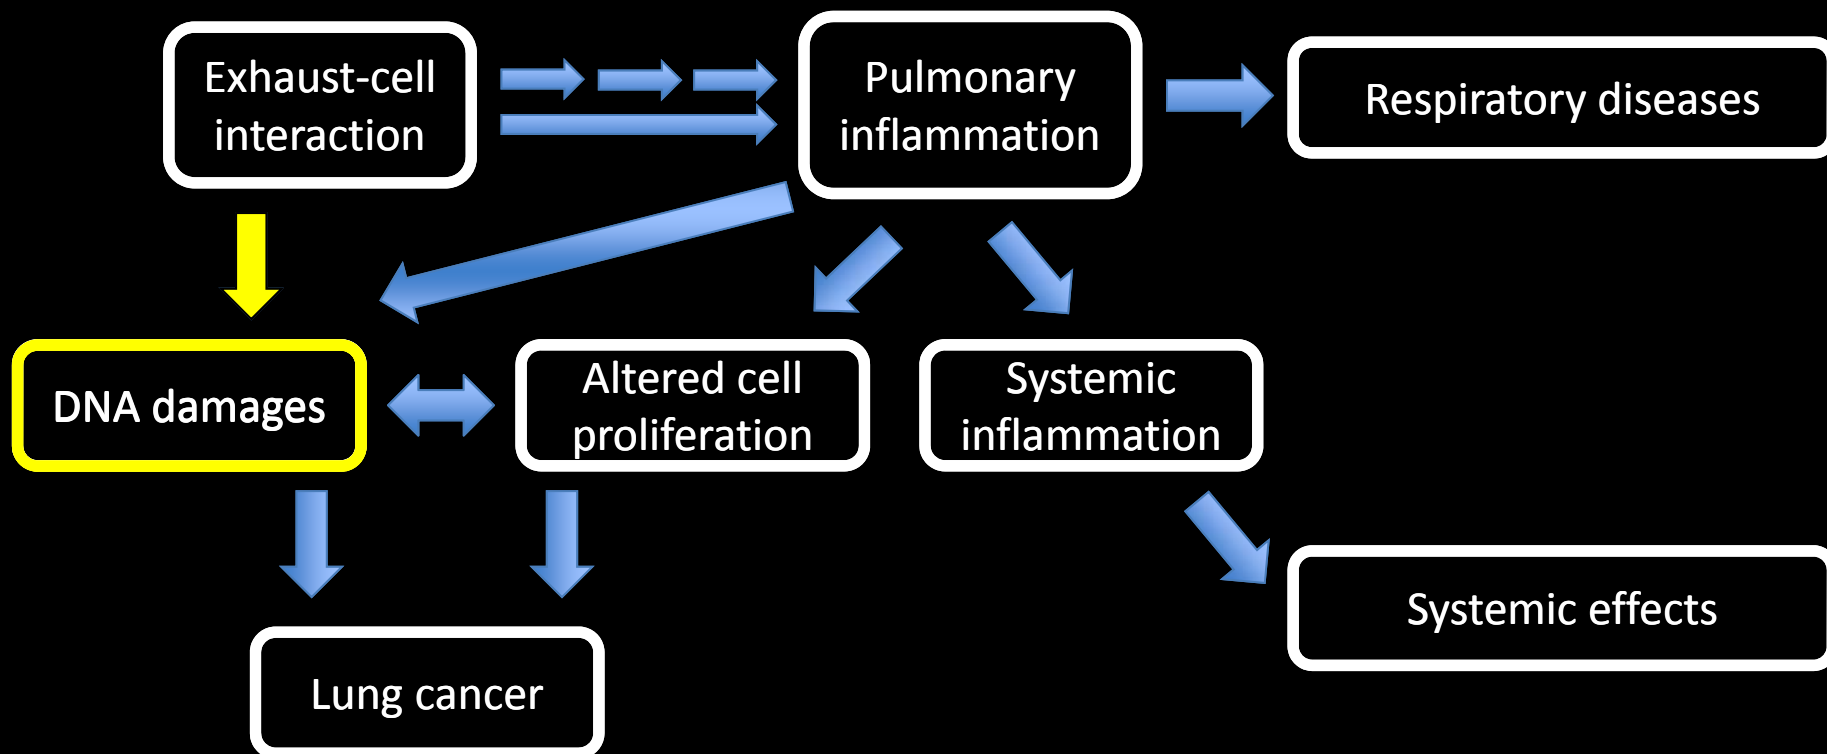 Exhaust-cell
interaction
Pulmonary
inflammation
Respiratory diseases
DNA damages
Altered cell
proliferation
Systemic
inflammation
Systemic effects
Lung cancer